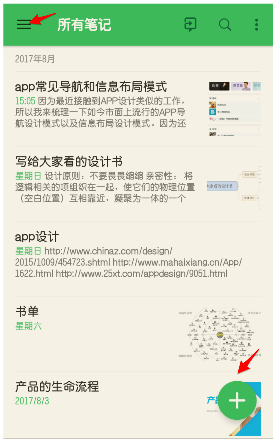 所有笔记
2017年8月
app常见导航和信息布局模式
15:05 因为最近接触到APP设计类似的工作，
所以我来梳理一下如今市面上流行的APP导
航设计模式以及信息布局设计模式，因为还
写给大家看的设计书
星期日 设计原则：不要畏畏缩缩 亲密性： 将
逻辑相关的项组织在一起，使它们的物理位置
（空白位置）互相靠近，凝聚为一体的一个
app设计
星期日 http://www.chinaz.com/design/
2015/1009/454723.shtml http://www.mahaixiang.cn/App/
1622.html http://www.25xt.com/appdesign/9051.html
书单
星期六
产品的生命流程
2017/8/3